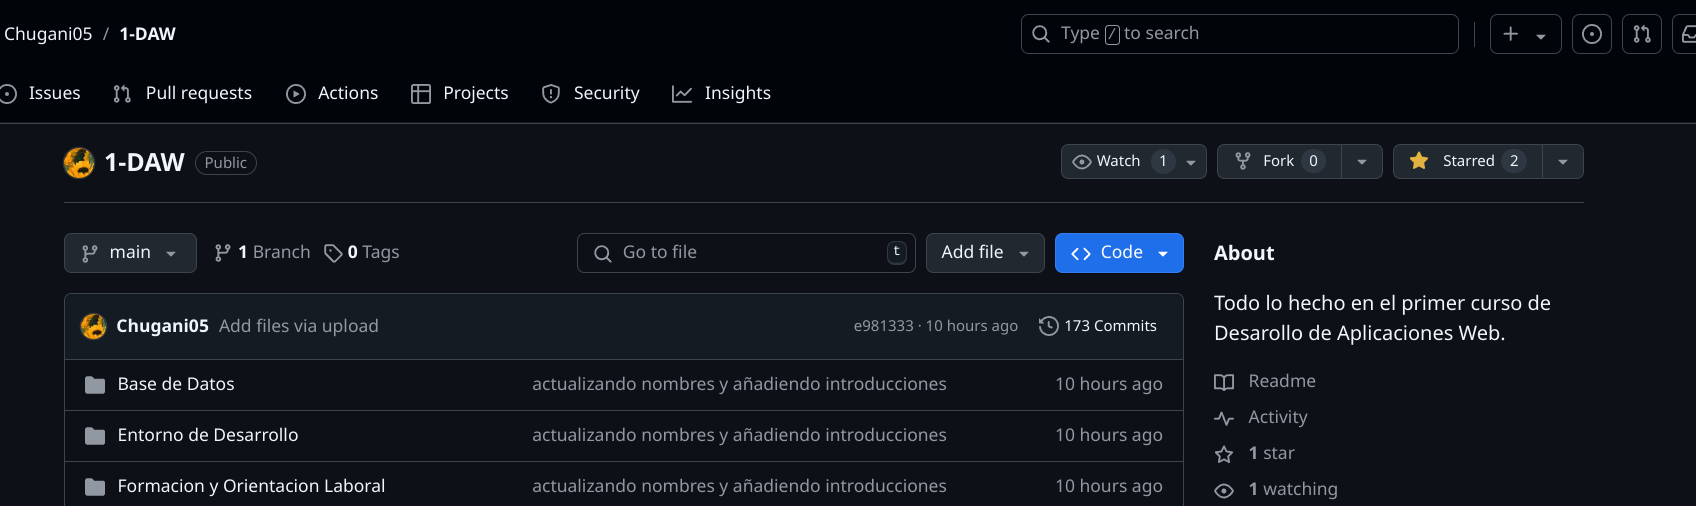 Chugani05 / 1-DAW
Type / to search
Issues Pull requests Actions Projects Security Insights
1-DAW Public
Watch 1 Fork 0 Starred 2
main 1 Branch 0 Tags Go to file t Add file Code
Chugani05 Add files via upload e981333 · 10 hours ago 173 Commits
Base de Datos actualizando nombres y añadiendo introducciones 10 hours ago
Entorno de Desarrollo actualizando nombres y añadiendo introducciones 10 hours ago
Formacion y Orientacion Laboral actualizando nombres y añadiendo introducciones 10 hours ago
About
Todo lo hecho en el primer curso de
Desarollo de Aplicaciones Web.
Readme
Activity
1 star
1 watching